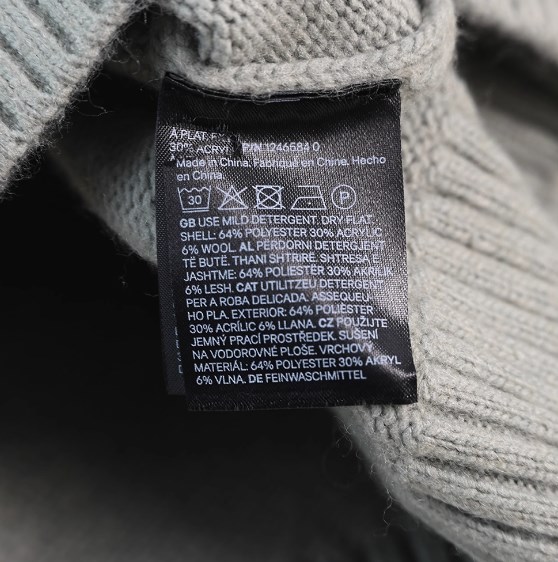 À PLAT.
30% ACRYL P/N 1246584 0
Made in China. Fabriqué en Chine. Hecho
en China.
30 P
GB USE MILD DETERGENT. DRY FLAT.
SHELL: 64% POLYESTER 30% ACRYLIC
6% WOOL. AL PËRDORNI DETERGJENT
TË BUTË. THANI SHTRIRË. SHTRESA E
JASHTME: 64% POLIESTËR 30% AKRILIK
6% LESH. CAT UTILITZEU DETERGENT
PER A ROBA DELICADA. ASSEQUEU-
HO PLA. EXTERIOR: 64% POLIÈSTER
30% ACRÍLIC 6% LLANA. CZ POUŽIJTE
JEMNÝ PRACÍ PROSTŘEDEK. SUŠENÍ
NA VODOROVNÉ PLOŠE. VRCHOVÝ
MATERIÁL: 64% POLYESTER 30% AKRYL
6% VLNA. DE FEINWASCHMITTEL